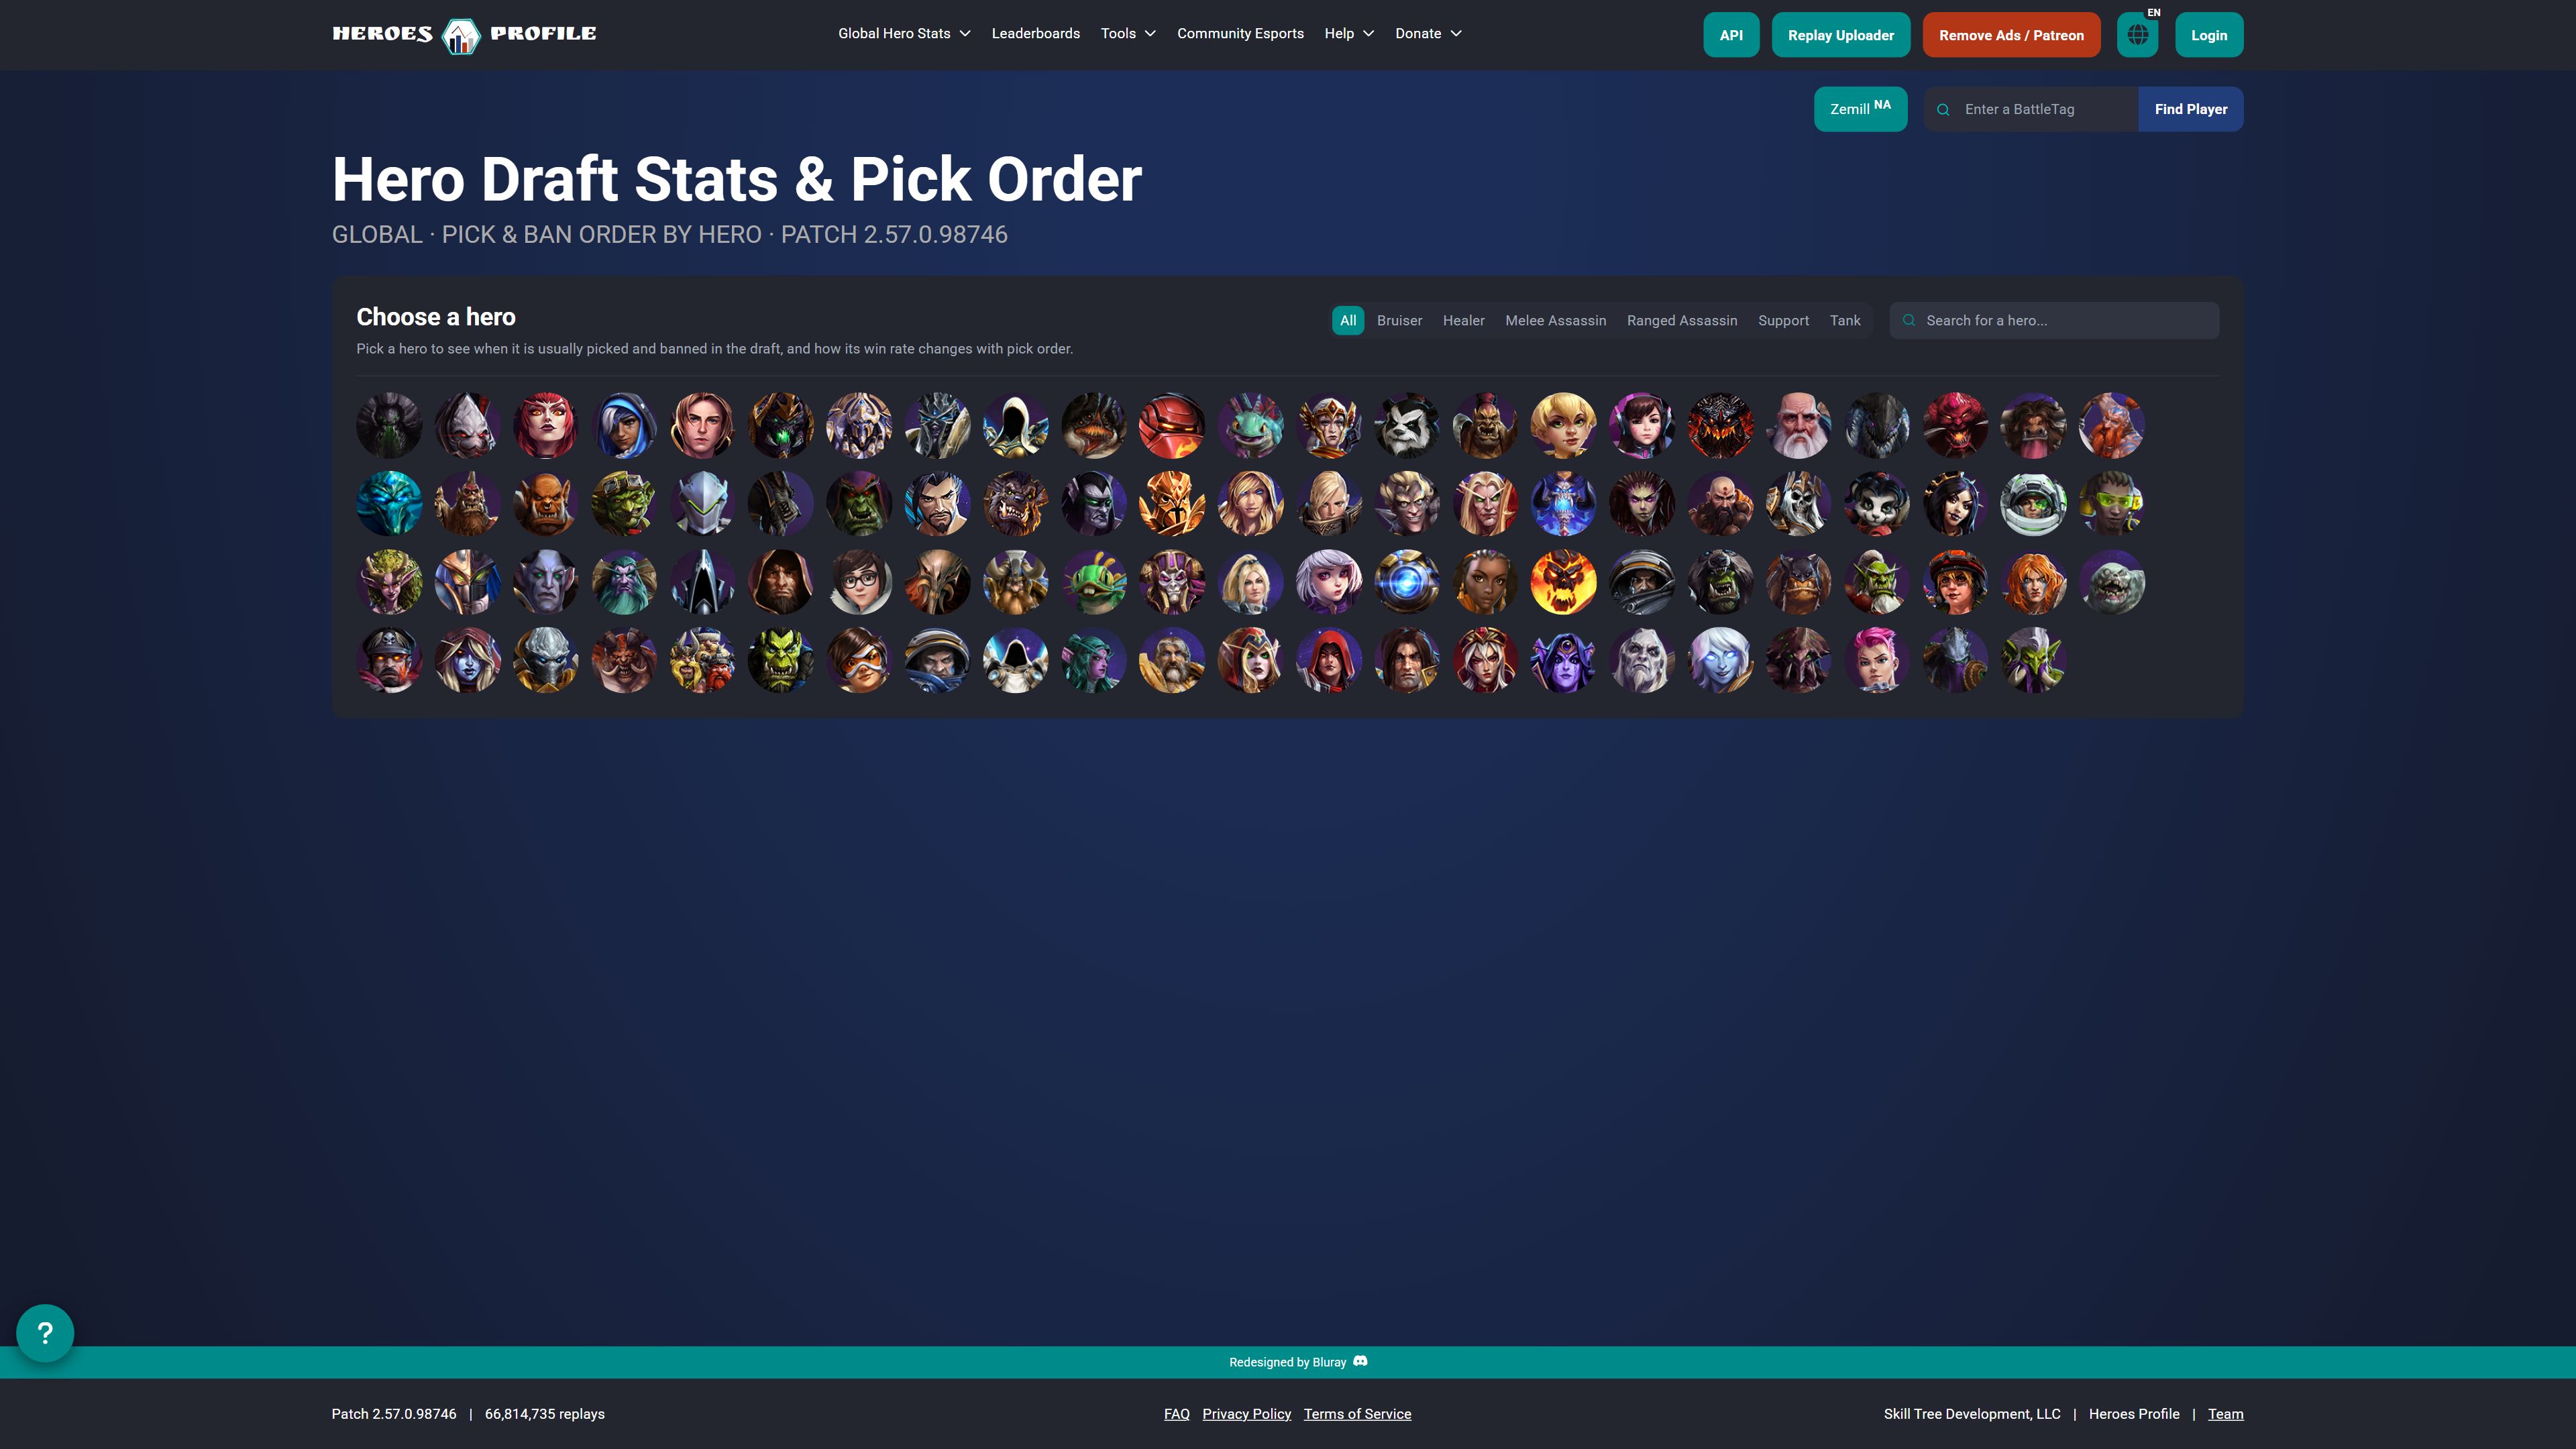 HEROES PROFILE
Global Hero Stats Leaderboards Tools Community Esports Help Donate
API Replay Uploader Remove Ads / Patreon EN Login
Zemill NA Enter a BattleTag Find Player
Hero Draft Stats & Pick Order
GLOBAL · PICK & BAN ORDER BY HERO · PATCH 2.57.0.98746
Choose a hero
All Bruiser Healer Melee Assassin Ranged Assassin Support Tank Search for a hero...
Pick a hero to see when it is usually picked and banned in the draft, and how its win rate changes with pick order.
?
Redesigned by Bluray
Patch 2.57.0.98746 | 66,814,735 replays
FAQ Privacy Policy Terms of Service
Skill Tree Development, LLC | Heroes Profile | Team